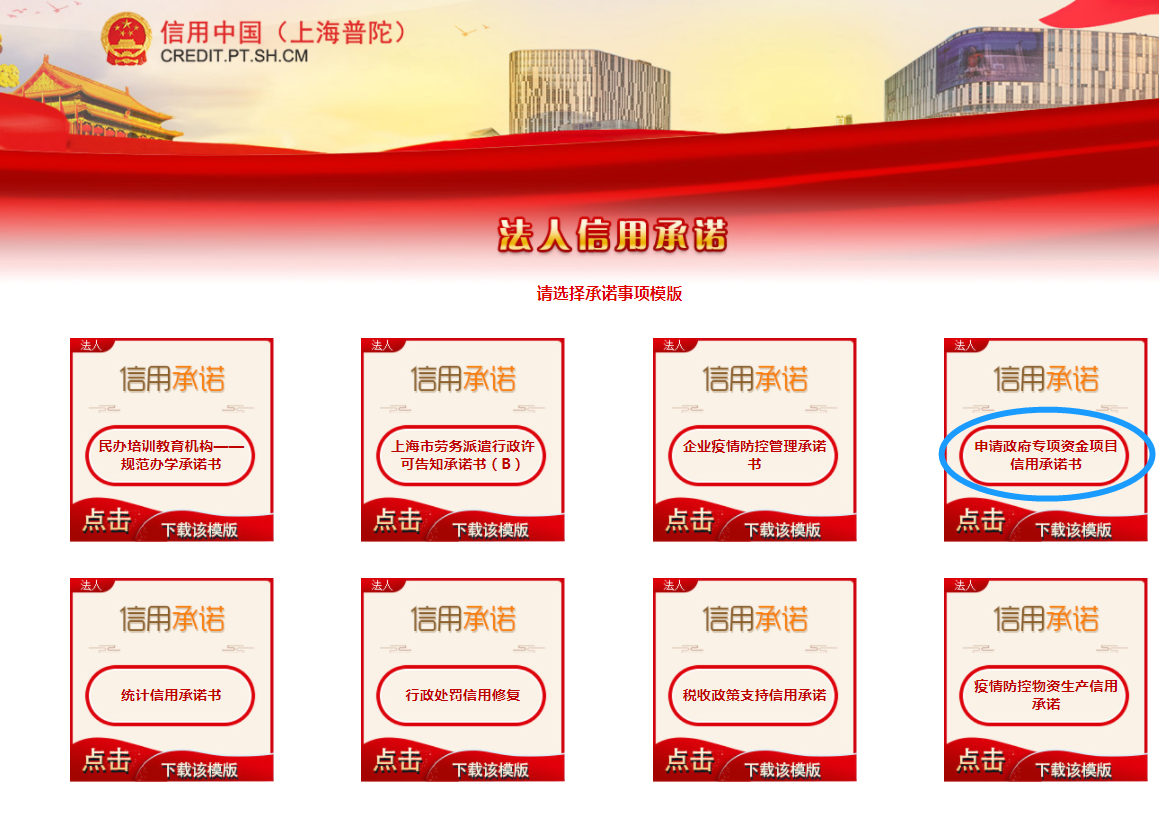 信用中国（上海普陀）
CREDIT.PT.SH.CM
法人信用承诺
请选择承诺事项模版
法人
信用承诺
民办培训教育机构——
规范办学承诺书
点击 下载该模版
法人
信用承诺
上海市劳务派遣行政许
可告知承诺书（B）
点击 下载该模版
法人
信用承诺
企业疫情防控管理承诺
书
点击 下载该模版
法人
信用承诺
申请政府专项资金项目
信用承诺书
点击 下载该模版
法人
信用承诺
统计信用承诺书
点击 下载该模版
法人
信用承诺
行政处罚信用修复
点击 下载该模版
法人
信用承诺
税收政策支持信用承诺
点击 下载该模版
法人
信用承诺
疫情防控物资生产信用
承诺
点击 下载该模版